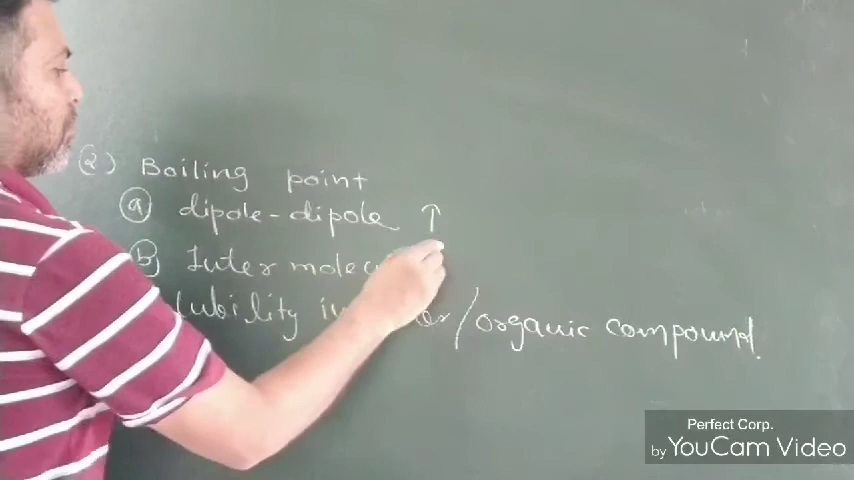 (2) Boiling point
(a) dipole-dipole ↑
(b) Inter
/organic compound.
Perfect Corp.
by YouCam Video